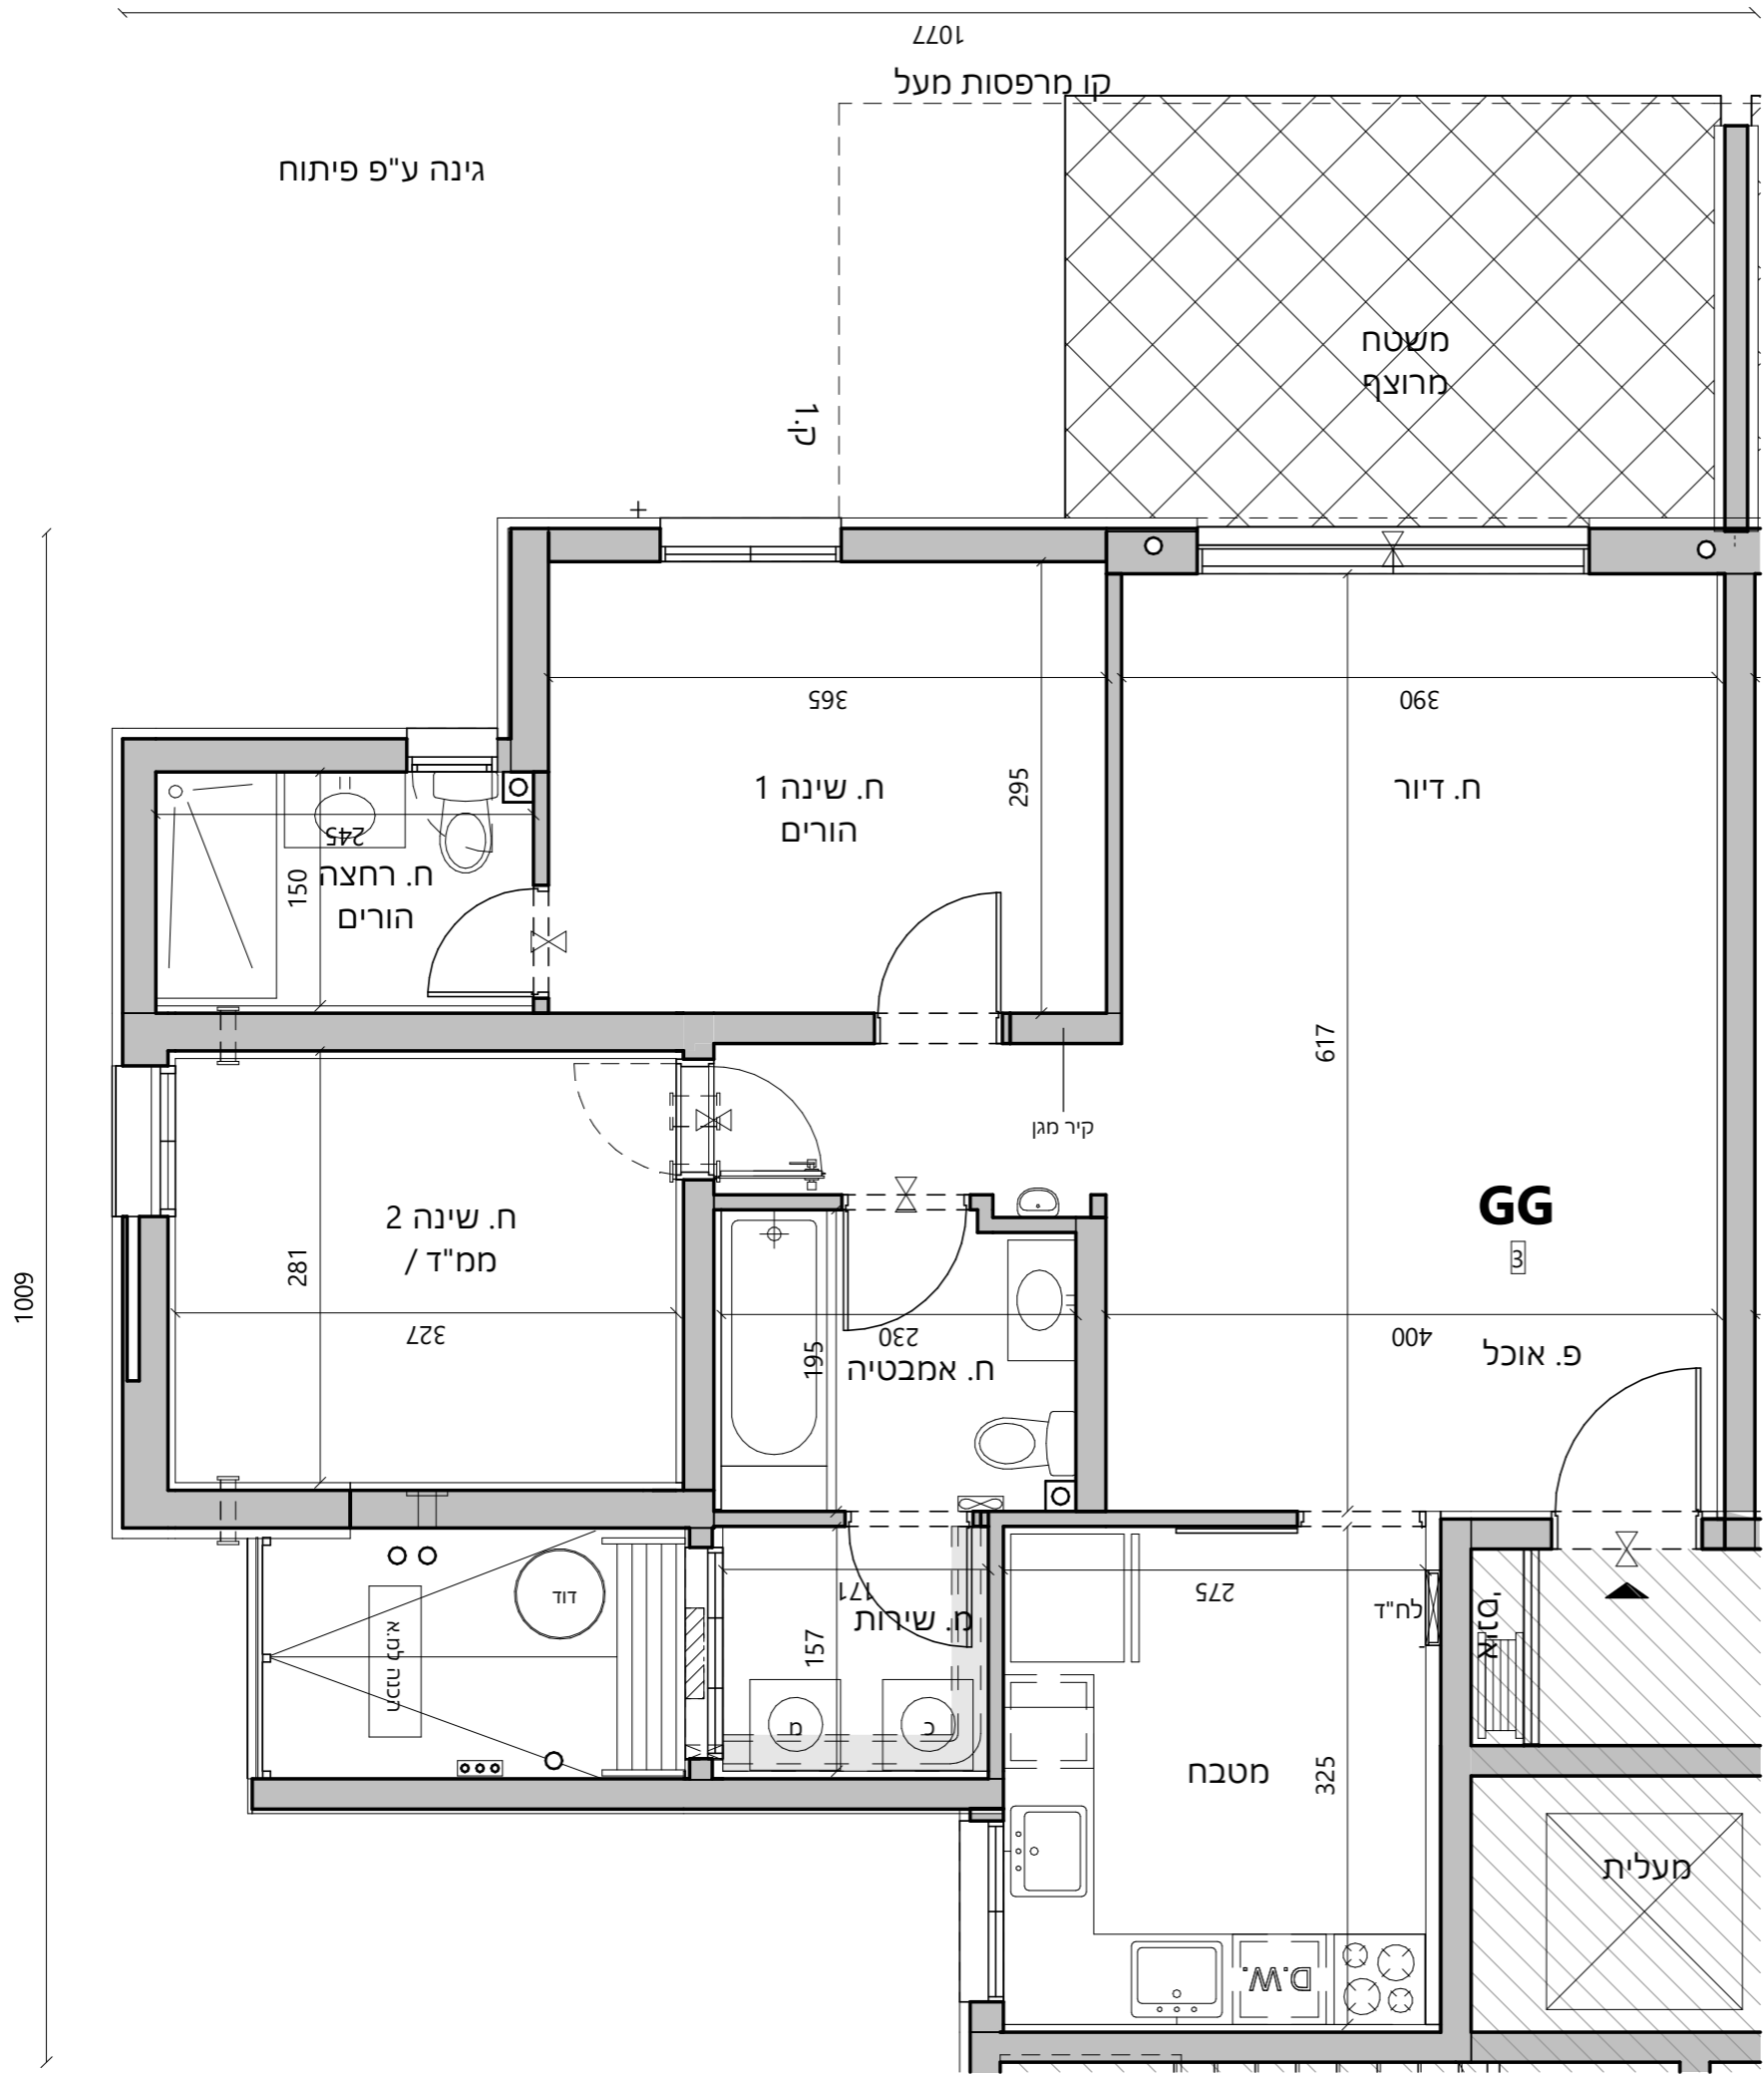 1077
קו מרפסות מעל
גינה ע"פ פיתוח
משטח
מרוצף
ק.1
365
390
ח. שינה 1
הורים
295
ח. דיור
245
ח. רחצה
הורים
150
617
קיר מגן
GG
3
ח. שינה 2
/ ממ"ד
281
327
1009
230
195
ח. אמבטיה
400
פ. אוכל
דוד
הכנה למ.א
171
מ. שירות
157
מ
כ
275
לח"ד
מטבח
325
D.W.
מעלית